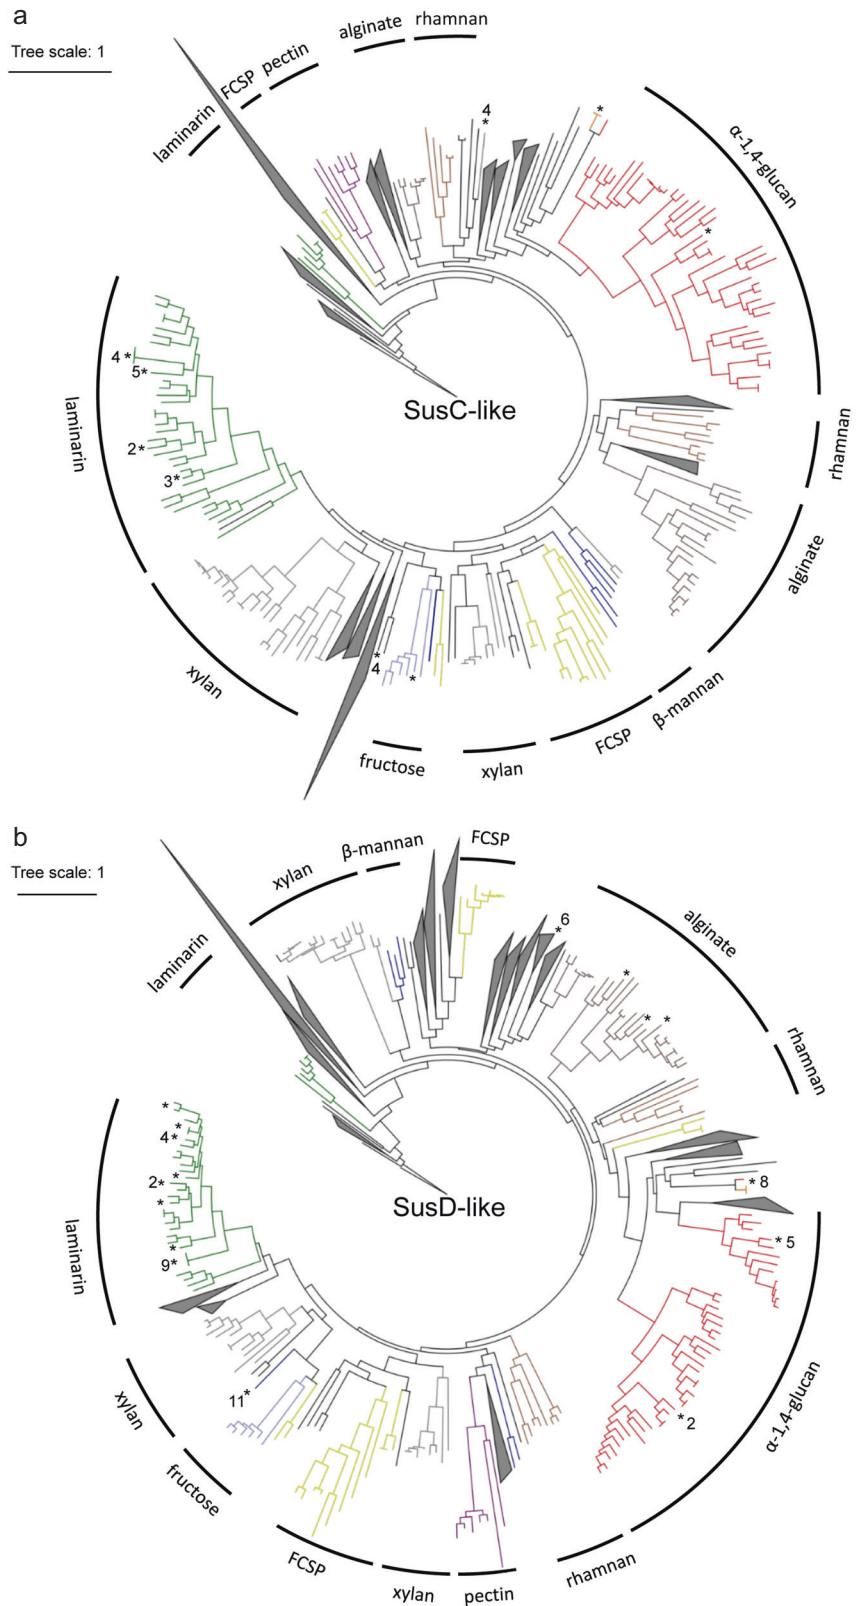 a
Tree scale: 1
laminarin
FCSP
pectin
alginate
rhamnan
4
*
*
α-1,4-glucan
*
SusC-like
4 *
5*
laminarin
2*
3*
rhamnan
alginate
xylan
*
4
*
fructose
xylan
FCSP
β-mannan
b
Tree scale: 1
laminarin
xylan
β-mannan
FCSP
*6
alginate
*
* *
rhamnan
*
*
4*
*
2*
*
*
9*
laminarin
SusD-like
* 8
* 5
*2
α-1,4-glucan
11*
xylan
fructose
FCSP
xylan
pectin
rhamnan